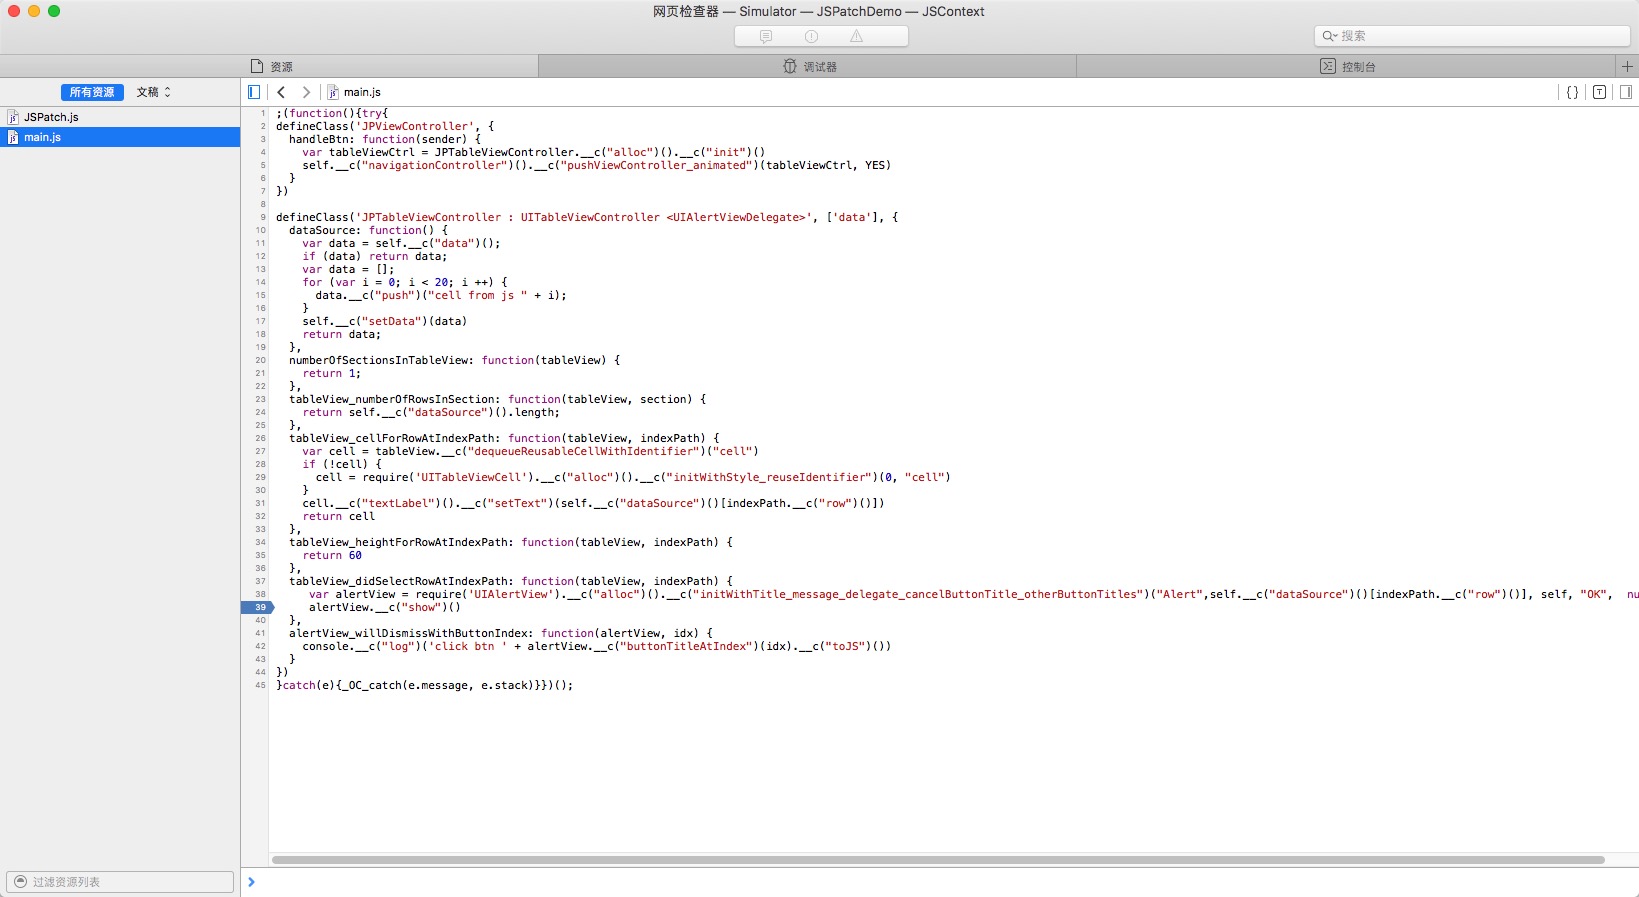 网页检查器 — Simulator — JSPatchDemo — JSContext
搜索
资源
调试器
控制台
所有资源 文稿
main.js
JSPatch.js
main.js
1 ;(function(){try{
2 defineClass('JPViewController', {
3 handleBtn: function(sender) {
4 var tableViewCtrl = JPTableViewController.__c("alloc")().__c("init")()
5 self.__c("navigationController")().__c("pushViewController_animated")(tableViewCtrl, YES)
6 }
7 })
8
9 defineClass('JPTableViewController : UITableViewController <UIAlertViewDelegate>', ['data'], {
10 dataSource: function() {
11 var data = self.__c("data")();
12 if (data) return data;
13 var data = [];
14 for (var i = 0; i < 20; i ++) {
15 data.__c("push")("cell from js " + i);
16 }
17 self.__c("setData")(data)
18 return data;
19 },
20 numberOfSectionsInTableView: function(tableView) {
21 return 1;
22 },
23 tableView_numberOfRowsInSection: function(tableView, section) {
24 return self.__c("dataSource")().length;
25 },
26 tableView_cellForRowAtIndexPath: function(tableView, indexPath) {
27 var cell = tableView.__c("dequeueReusableCellWithIdentifier")("cell")
28 if (!cell) {
29 cell = require('UITableViewCell').__c("alloc")().__c("initWithStyle_reuseIdentifier")(0, "cell")
30 }
31 cell.__c("textLabel")().__c("setText")(self.__c("dataSource")()[indexPath.__c("row")()])
32 return cell
33 },
34 tableView_heightForRowAtIndexPath: function(tableView, indexPath) {
35 return 60
36 },
37 tableView_didSelectRowAtIndexPath: function(tableView, indexPath) {
38 var alertView = require('UIAlertView').__c("alloc")().__c("initWithTitle_message_delegate_cancelButtonTitle_otherButtonTitles")("Alert",self.__c("dataSource")()[indexPath.__c("row")()], self, "OK", nu
39 alertView.__c("show")()
40 },
41 alertView_willDismissWithButtonIndex: function(alertView, idx) {
42 console.__c("log")('click btn ' + alertView.__c("buttonTitleAtIndex")(idx).__c("toJS")())
43 }
44 })
45 }catch(e){_OC_catch(e.message, e.stack)}})();
过滤资源列表